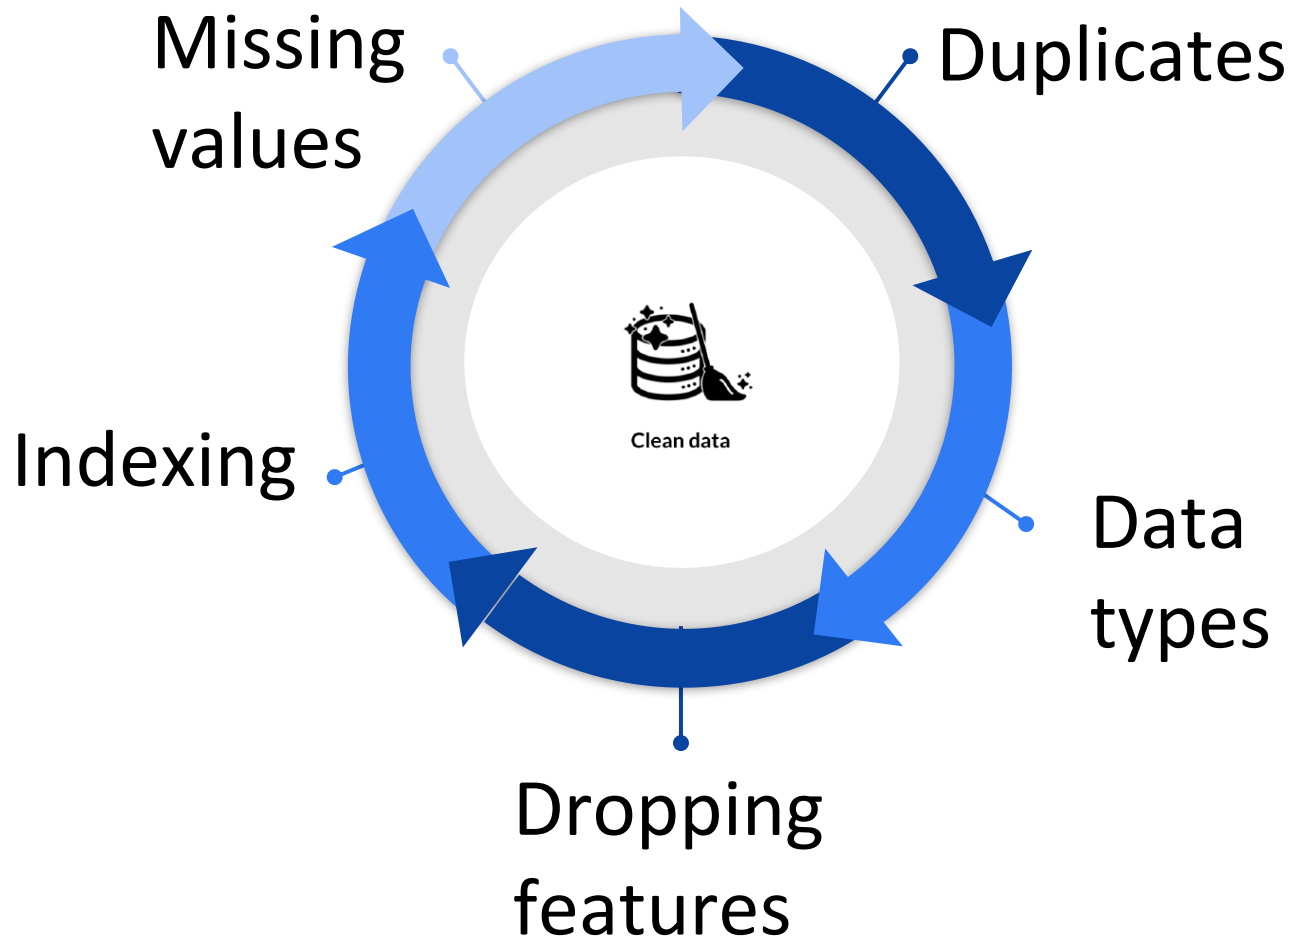 Missing
values
Duplicates
Clean data
Indexing
Data
types
Dropping
features